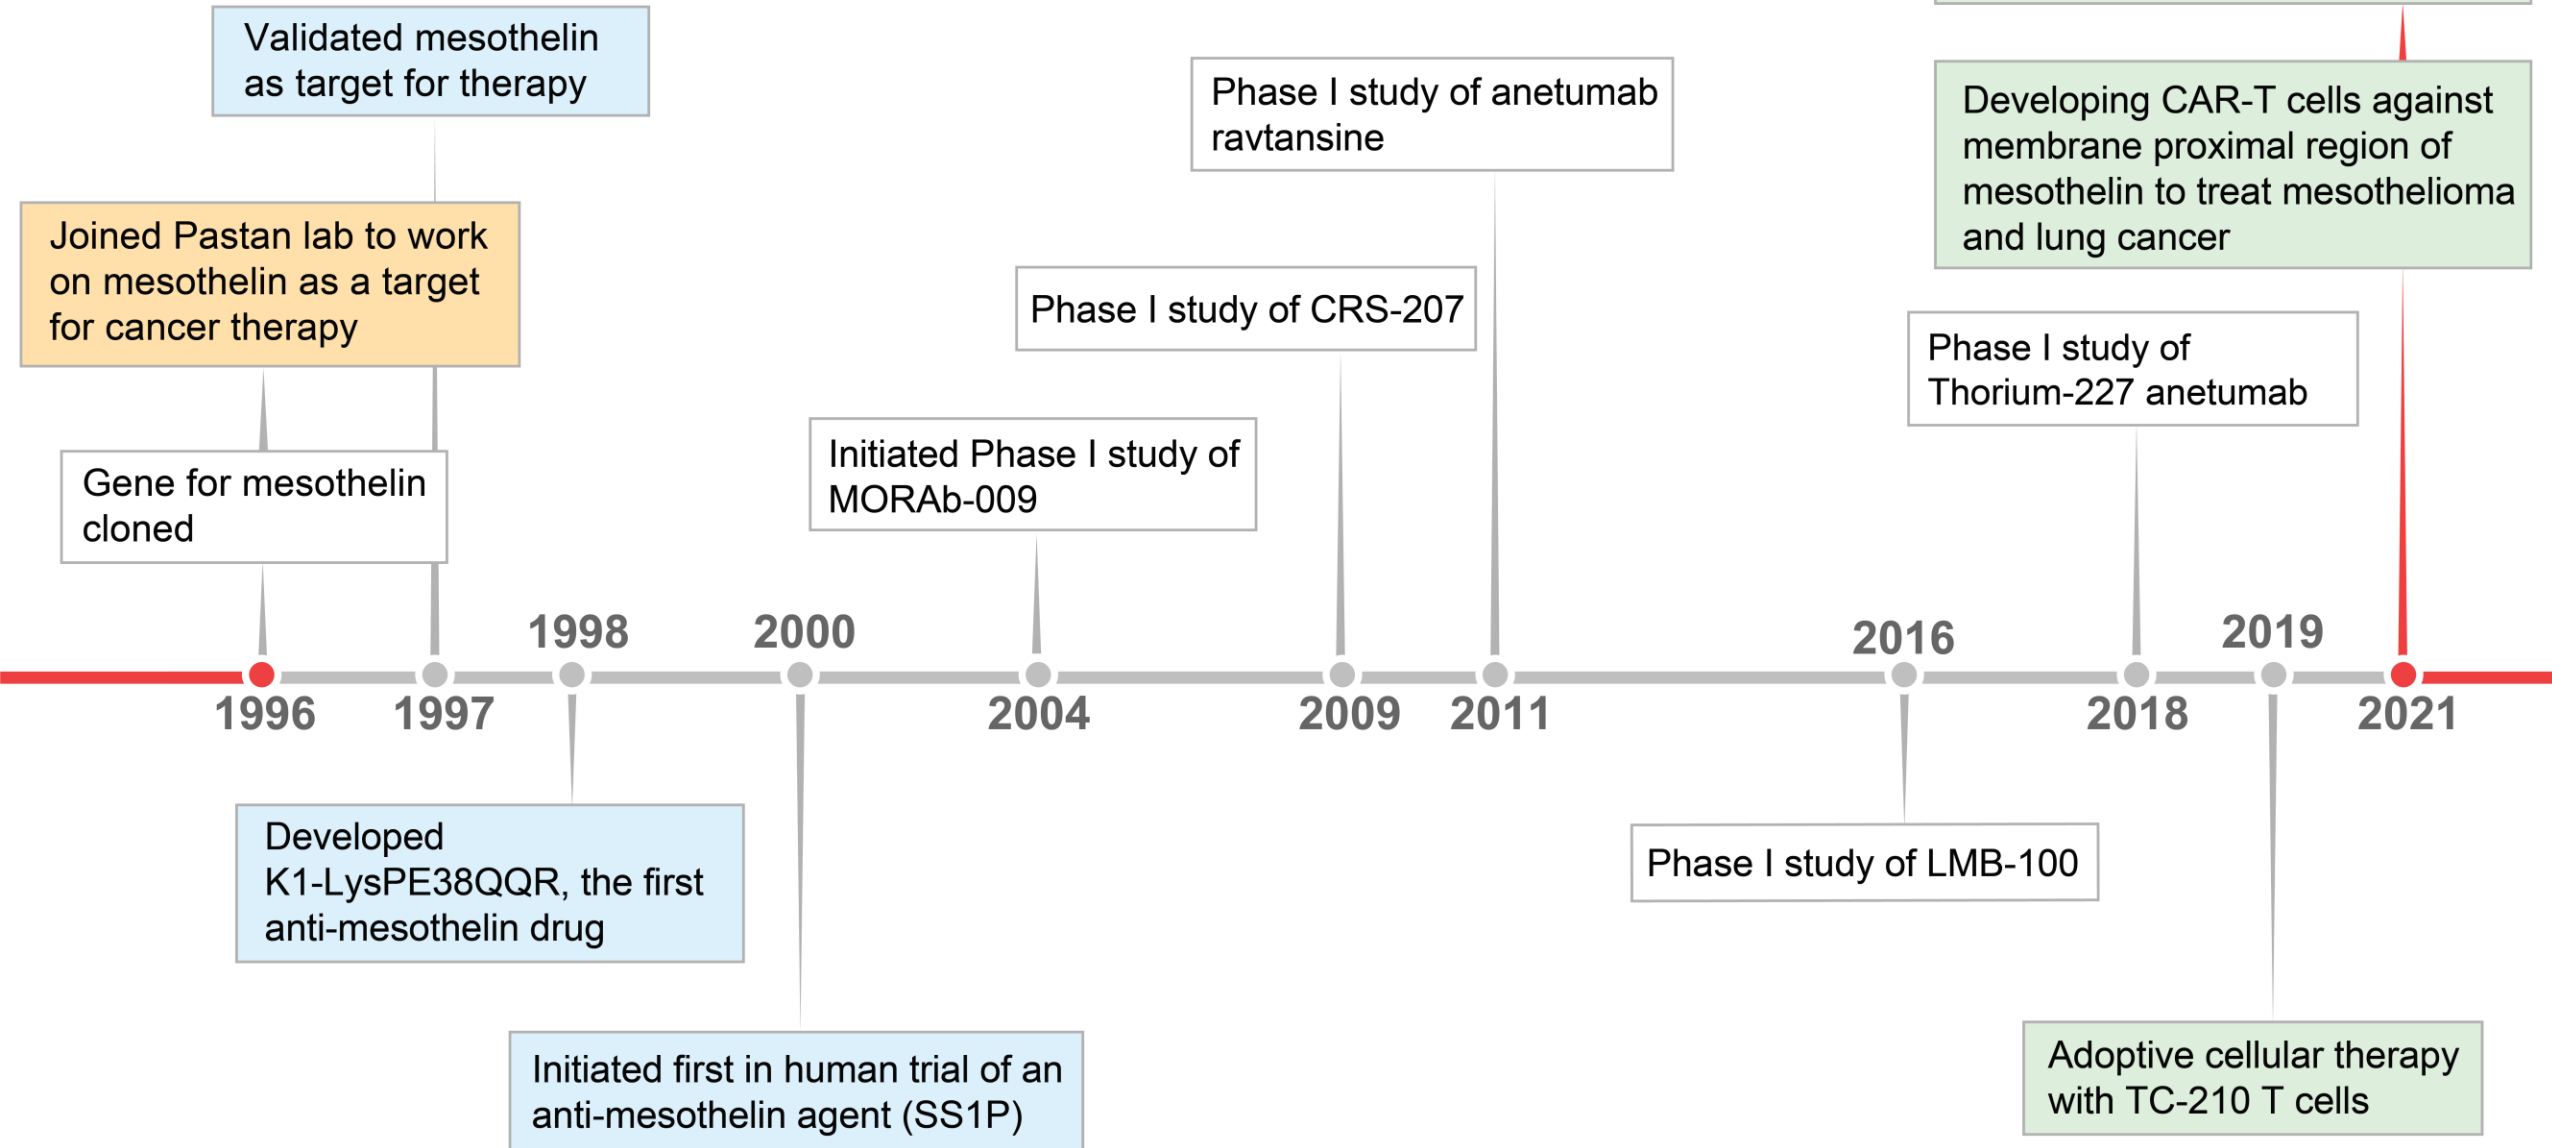 Validated mesothelin
as target for therapy
Joined Pastan lab to work
on mesothelin as a target
for cancer therapy
Gene for mesothelin
cloned
Initiated Phase I study of
MORAb-009
Phase I study of CRS-207
Phase I study of anetumab
ravtansine
Developing CAR-T cells against
membrane proximal region of
mesothelin to treat mesothelioma
and lung cancer
Phase I study of
Thorium-227 anetumab
1996
1997
1998
2000
2004
2009
2011
2016
2018
2019
2021
Developed
K1-LysPE38QQR, the first
anti-mesothelin drug
Initiated first in human trial of an
anti-mesothelin agent (SS1P)
Phase I study of LMB-100
Adoptive cellular therapy
with TC-210 T cells